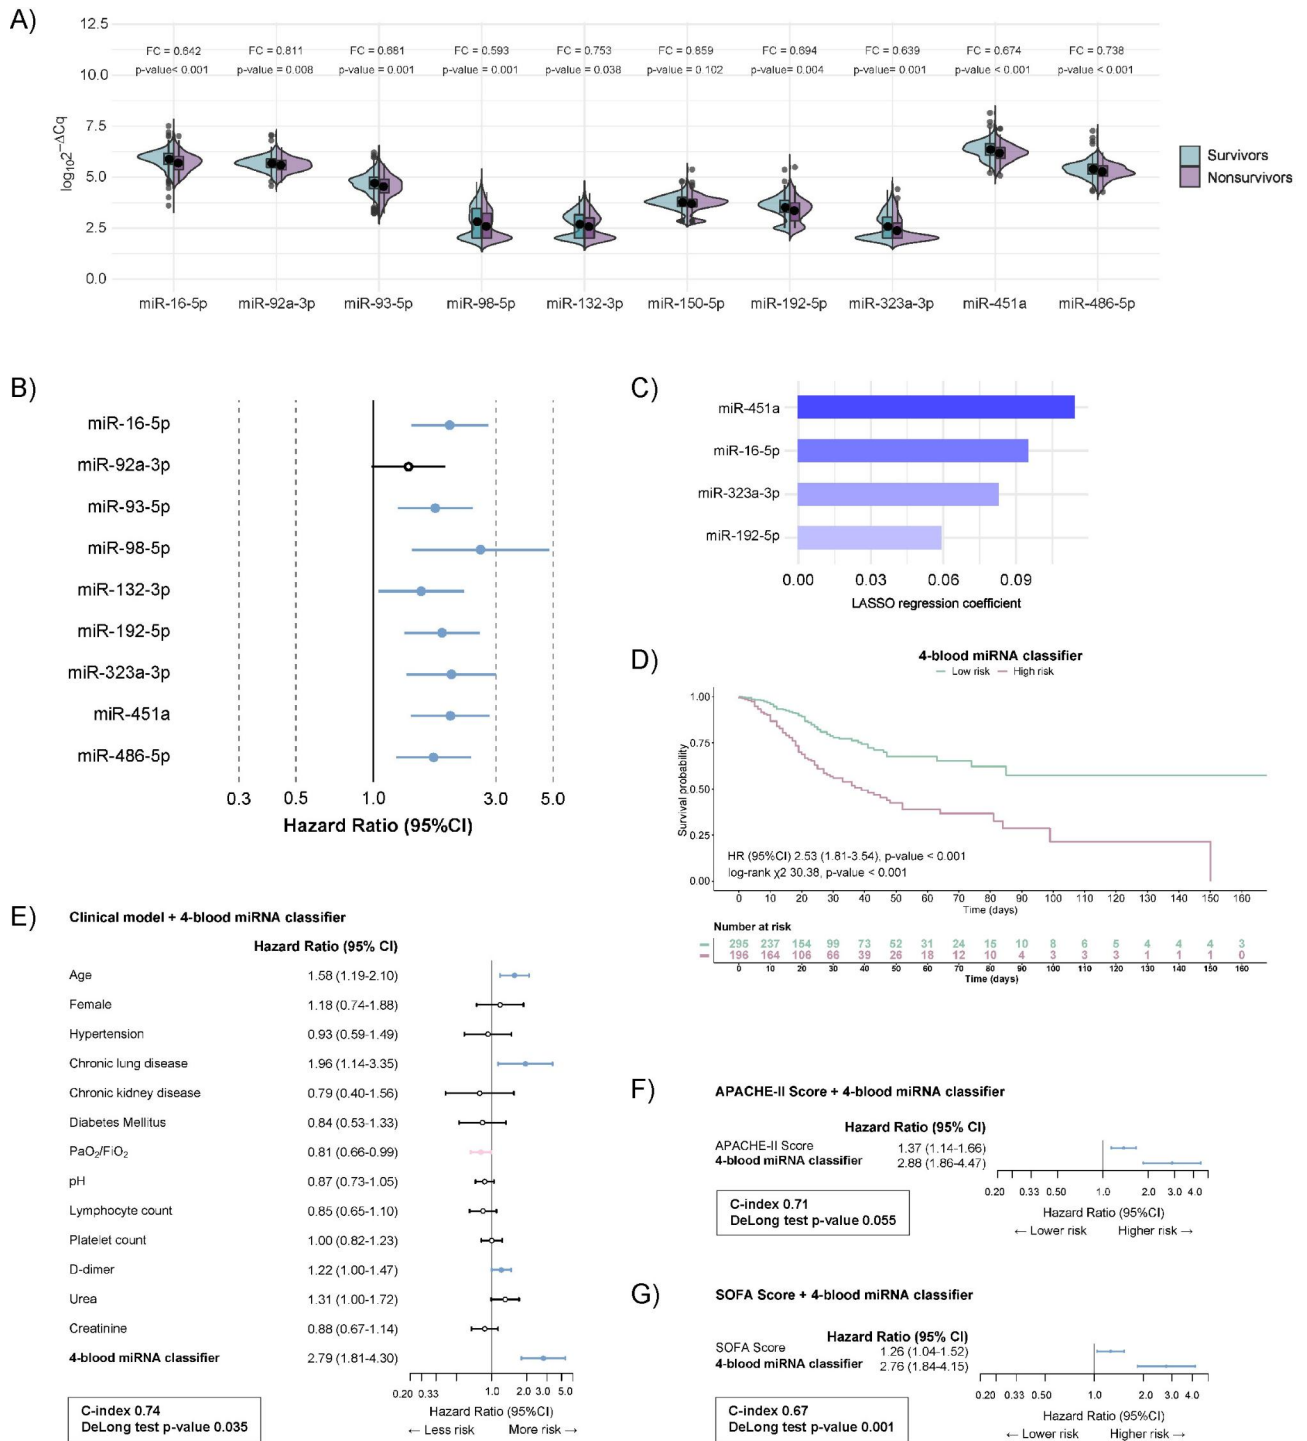 A)
12.5
10.0
7.5
5.0
2.5
0.0
log₁₀2^−ΔCq
FC = 0.642 FC = 0.811 FC = 0.681 FC = 0.593 FC = 0.753 FC = 0.859 FC = 0.694 FC = 0.639 FC = 0.674 FC = 0.738
p-value< 0.001 p-value = 0.008 p-value = 0.001 p-value = 0.001 p-value = 0.038 p-value = 0.102 p-value= 0.004 p-value= 0.001 p-value < 0.001 p-value < 0.001
Survivors
Nonsurvivors
miR-16-5p miR-92a-3p miR-93-5p miR-98-5p miR-132-3p miR-150-5p miR-192-5p miR-323a-3p miR-451a miR-486-5p
B)
miR-16-5p
miR-92a-3p
miR-93-5p
miR-98-5p
miR-132-3p
miR-192-5p
miR-323a-3p
miR-451a
miR-486-5p
0.3 0.5 1.0 3.0 5.0
Hazard Ratio (95%CI)
C)
miR-451a
miR-16-5p
miR-323a-3p
miR-192-5p
0.00 0.03 0.06 0.09
LASSO regression coefficient
D)
4-blood miRNA classifier
Low risk High risk
1.00
0.75
0.50
0.25
0.00
Survival probability
HR (95%CI) 2.53 (1.81-3.54), p-value < 0.001
log-rank χ2 30.38, p-value < 0.001
0 10 20 30 40 50 60 70 80 90 100 110 120 130 140 150 160
Time (days)
Number at risk
295 237 154 99 73 52 31 24 15 10 8 6 5 4 4 4 3
196 164 106 66 39 26 18 12 10 4 3 3 3 1 1 1 0
0 10 20 30 40 50 60 70 80 90 100 110 120 130 140 150 160
Time (days)
E)
Clinical model + 4-blood miRNA classifier
Hazard Ratio (95% CI)
Age 1.58 (1.19-2.10)
Female 1.18 (0.74-1.88)
Hypertension 0.93 (0.59-1.49)
Chronic lung disease 1.96 (1.14-3.35)
Chronic kidney disease 0.79 (0.40-1.56)
Diabetes Mellitus 0.84 (0.53-1.33)
PaO₂/FiO₂ 0.81 (0.66-0.99)
pH 0.87 (0.73-1.05)
Lymphocyte count 0.85 (0.65-1.10)
Platelet count 1.00 (0.82-1.23)
D-dimer 1.22 (1.00-1.47)
Urea 1.31 (1.00-1.72)
Creatinine 0.88 (0.67-1.14)
4-blood miRNA classifier 2.79 (1.81-4.30)
0.20 0.33 1.0 2.0 3.0 5.0
Hazard Ratio (95%CI)
← Less risk More risk →
C-index 0.74
DeLong test p-value 0.035
F)
APACHE-II Score + 4-blood miRNA classifier
Hazard Ratio (95% CI)
APACHE-II Score 1.37 (1.14-1.66)
4-blood miRNA classifier 2.88 (1.86-4.47)
0.20 0.33 0.50 1.0 2.0 3.0 4.0
Hazard Ratio (95%CI)
← Lower risk Higher risk →
C-index 0.71
DeLong test p-value 0.055
G)
SOFA Score + 4-blood miRNA classifier
Hazard Ratio (95% CI)
SOFA Score 1.26 (1.04-1.52)
4-blood miRNA classifier 2.76 (1.84-4.15)
0.20 0.33 0.50 1.0 2.0 3.0 4.0
Hazard Ratio (95%CI)
← Lower risk Higher risk →
C-index 0.67
DeLong test p-value 0.001